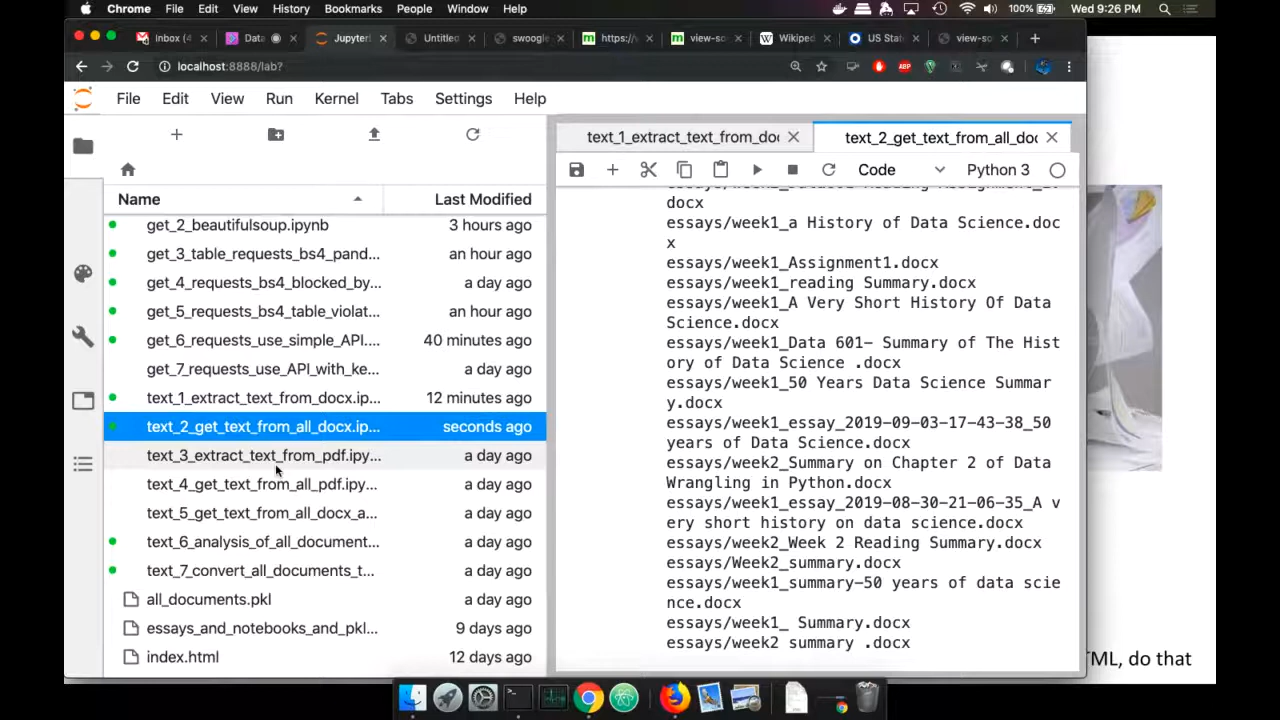 Chrome File Edit View History Bookmarks People Window Help 100% Wed 9:26 PM
Inbox (4 Data Jupyterl Untitled swoogle https:// view-so Wikiped US State view-so
localhost:8888/lab?
File Edit View Run Kernel Tabs Settings Help
text_1_extract_text_from_doc
text_2_get_text_from_all_doc
Code Python 3
Name Last Modified
get_2_beautifulsoup.ipynb 3 hours ago
get_3_table_requests_bs4_pand... an hour ago
get_4_requests_bs4_blocked_by... a day ago
get_5_requests_bs4_table_violat... an hour ago
get_6_requests_use_simple_API.... 40 minutes ago
get_7_requests_use_API_with_ke... a day ago
text_1_extract_text_from_docx.ip... 12 minutes ago
text_2_get_text_from_all_docx.ip... seconds ago
text_3_extract_text_from_pdf.ipy... a day ago
text_4_get_text_from_all_pdf.ipy... a day ago
text_5_get_text_from_all_docx_a... a day ago
text_6_analysis_of_all_document... a day ago
text_7_convert_all_documents_t... a day ago
all_documents.pkl a day ago
essays_and_notebooks_and_pkl... 9 days ago
index.html 12 days ago
docx
essays/week1_a History of Data Science.doc
x
essays/week1_Assignment1.docx
essays/week1_reading Summary.docx
essays/week1_A Very Short History Of Data
Science.docx
essays/week1_Data 601- Summary of The Hist
ory of Data Science .docx
essays/week1_50 Years Data Science Summar
y.docx
essays/week1_essay_2019-09-03-17-43-38_50
years of Data Science.docx
essays/week2_Summary on Chapter 2 of Data
Wrangling in Python.docx
essays/week1_essay_2019-08-30-21-06-35_A v
ery short history on data science.docx
essays/week2_Week 2 Reading Summary.docx
essays/Week2_summary.docx
essays/week1_summary-50 years of data scie
nce.docx
essays/week1_ Summary.docx
essays/week2 summary .docx
TML, do that